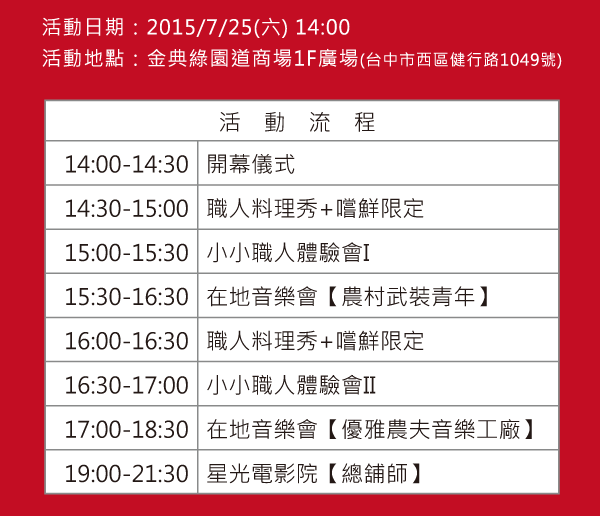 活動日期：2015/7/25(六) 14:00
活動地點：金典綠園道商場1F廣場(台中市西區健行路1049號)
活 動 流 程
14:00-14:30 開幕儀式
14:30-15:00 職人料理秀+嚐鮮限定
15:00-15:30 小小職人體驗會I
15:30-16:30 在地音樂會【農村武裝青年】
16:00-16:30 職人料理秀+嚐鮮限定
16:30-17:00 小小職人體驗會II
17:00-18:30 在地音樂會【優雅農夫音樂工廠】
19:00-21:30 星光電影院【總舖師】